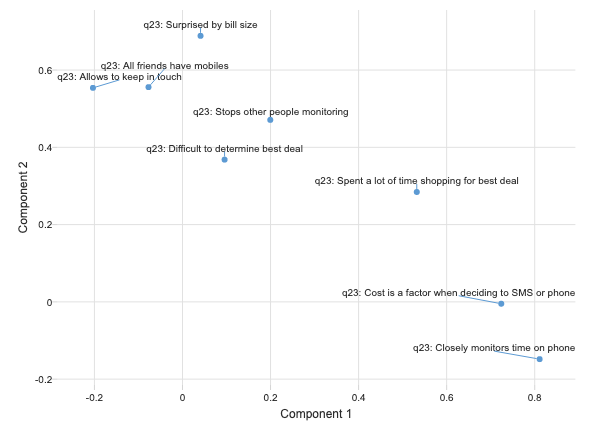 q23: Surprised by bill size
q23: All friends have mobiles
q23: Allows to keep in touch
q23: Stops other people monitoring
q23: Difficult to determine best deal
q23: Spent a lot of time shopping for best deal
q23: Cost is a factor when deciding to SMS or phone
q23: Closely monitors time on phone
Component 2
0.6
0.4
0.2
0
-0.2
-0.2
0
0.2
0.4
0.6
0.8
Component 1